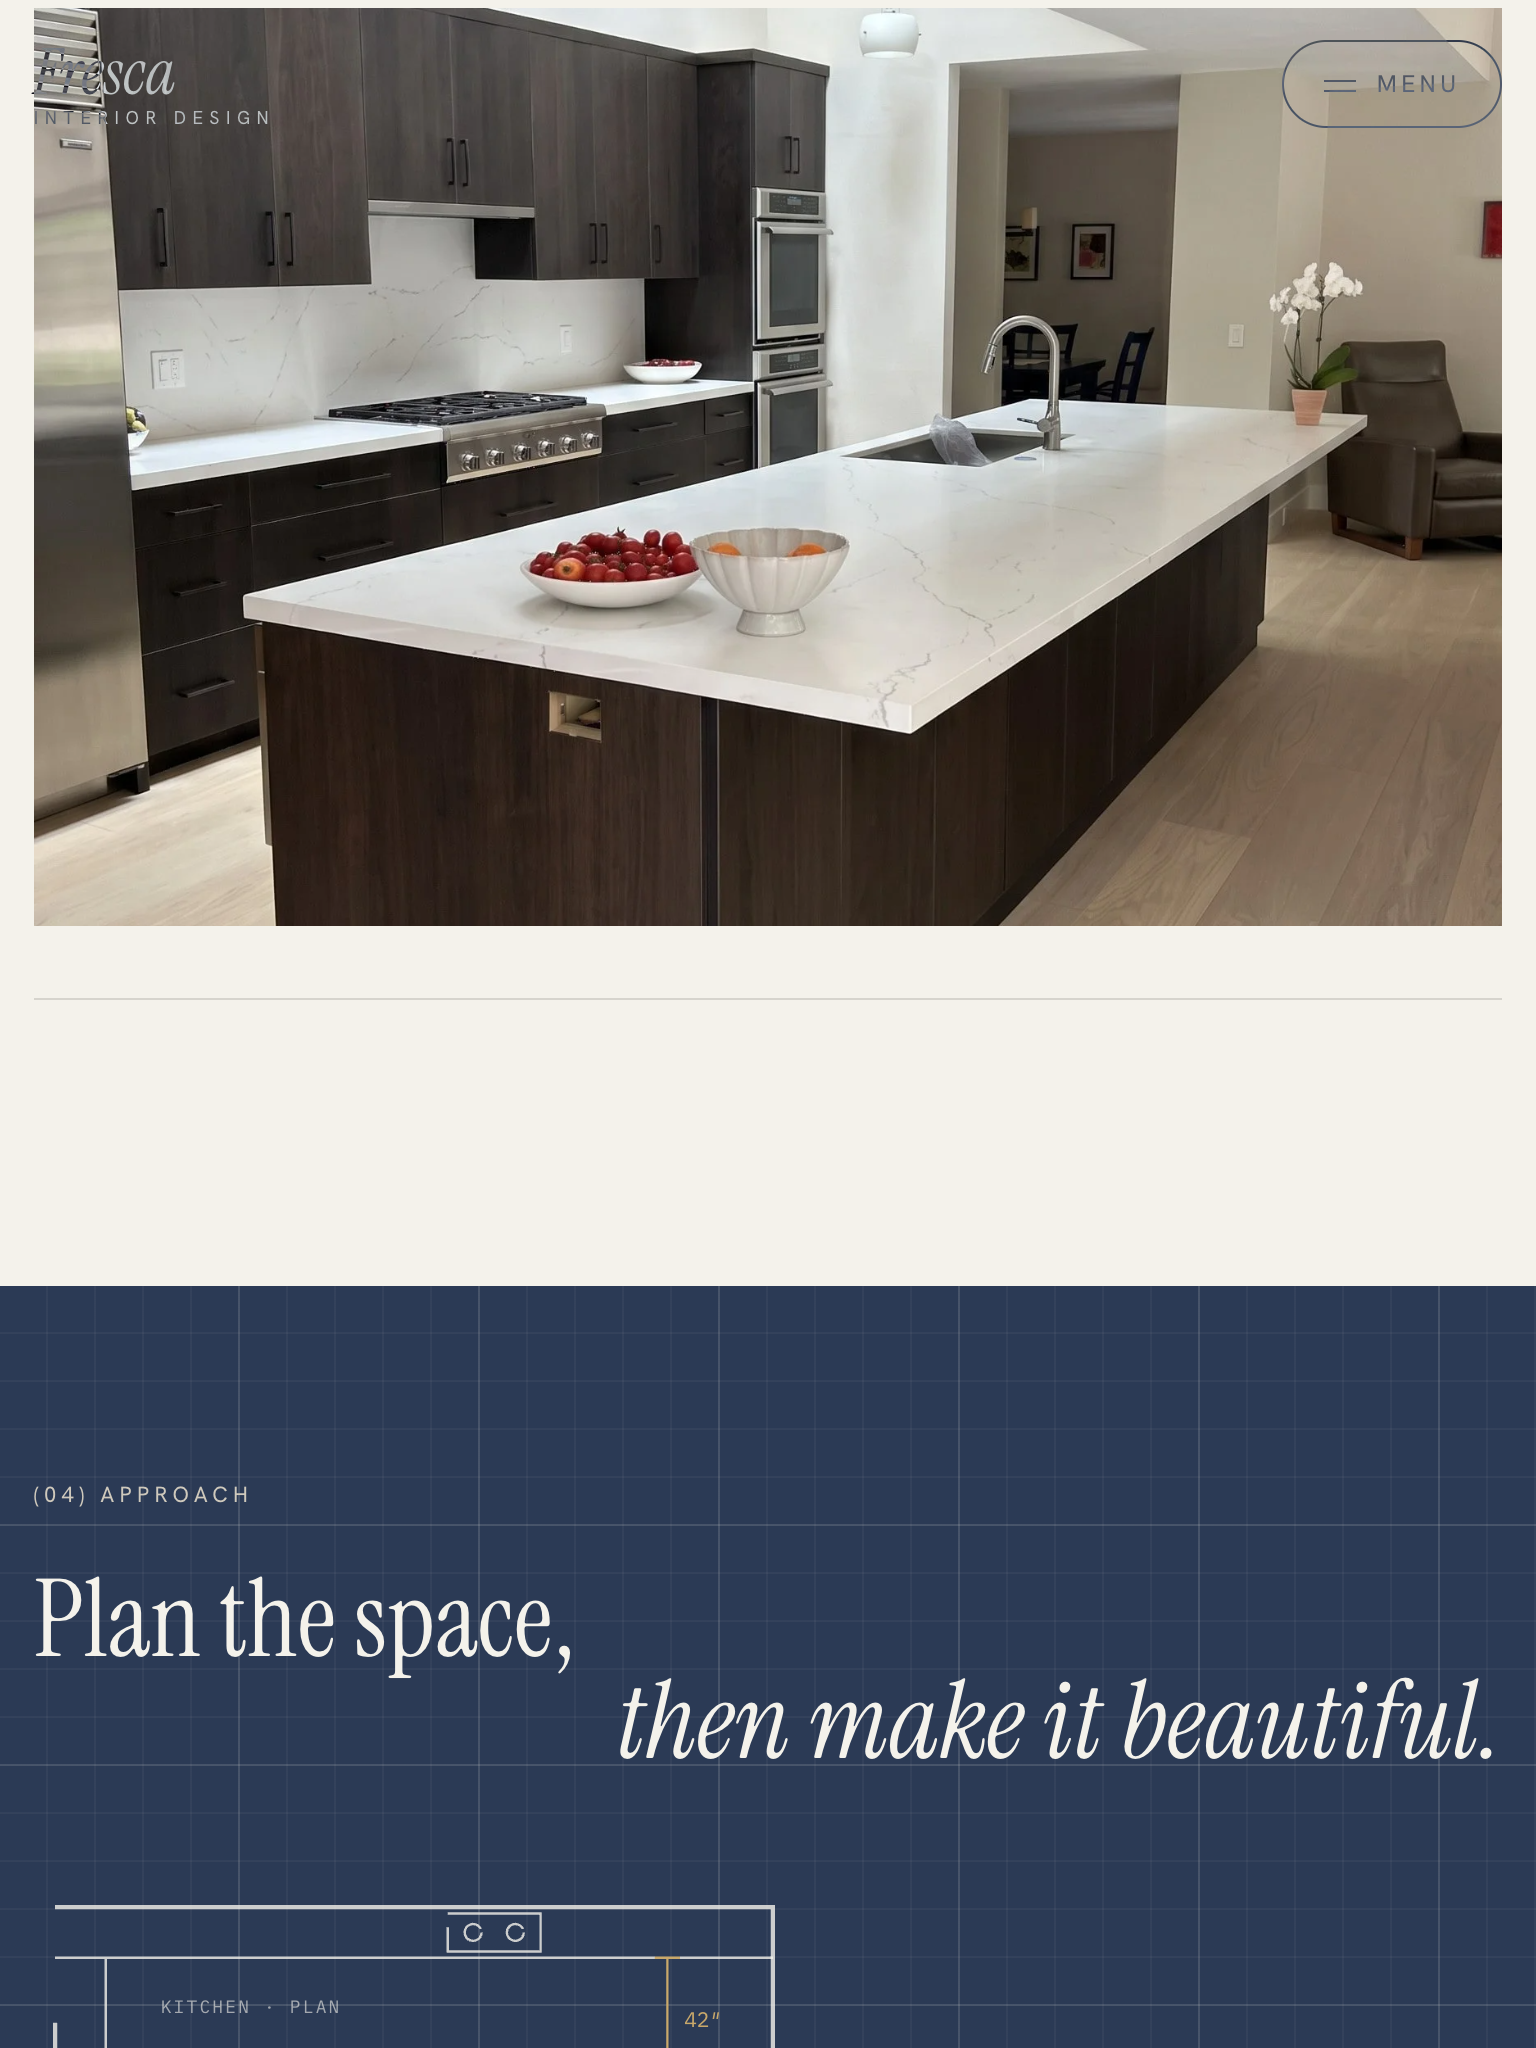 Fresca
INTERIOR DESIGN
MENU
(04) APPROACH
Plan the space,
then make it beautiful.
KITCHEN · PLAN
42"